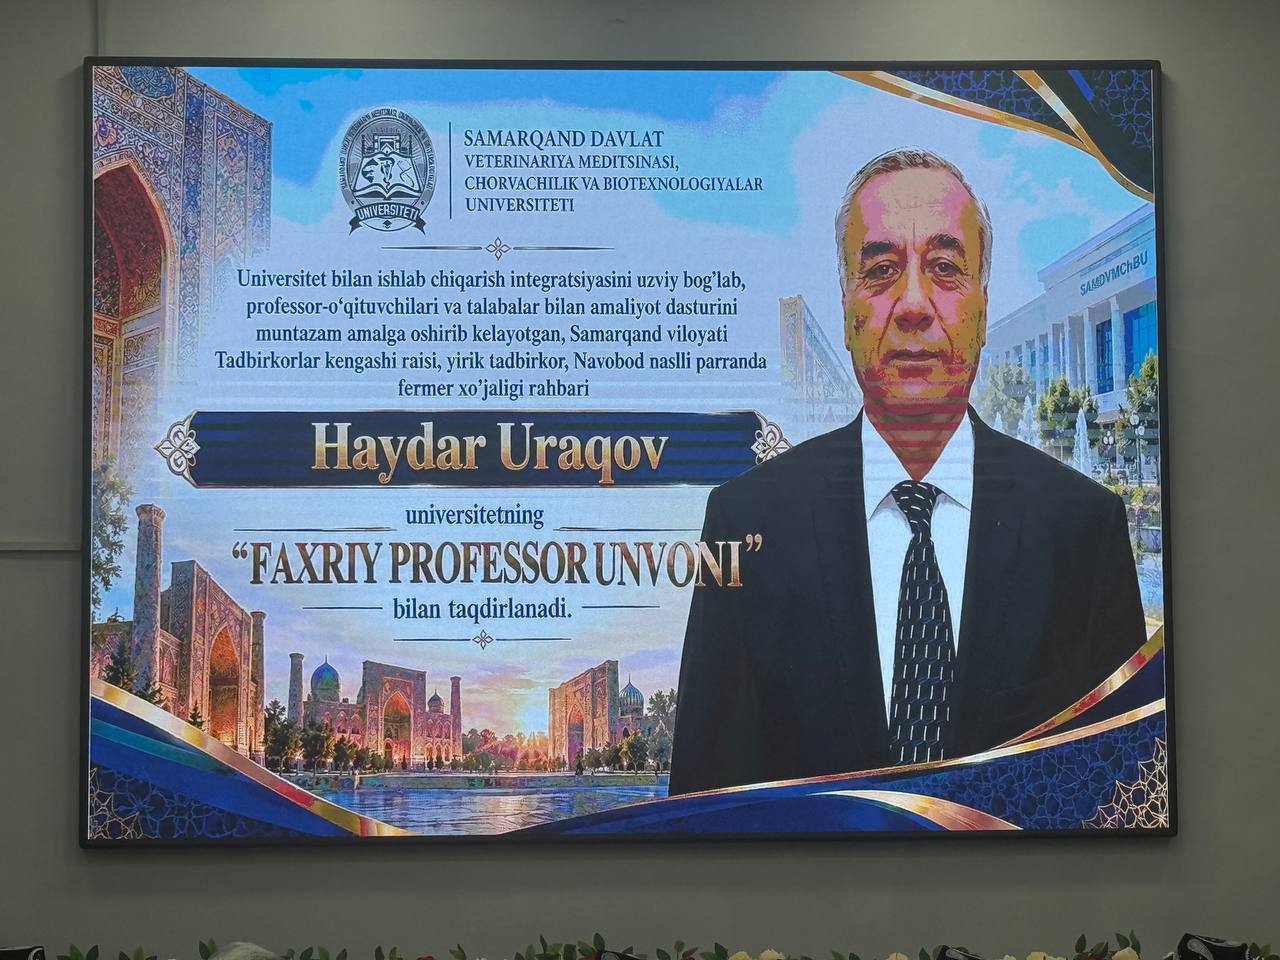 SAMARQAND DAVLAT
VETERINARIYA MEDITSINASI,
CHORVACHILIK VA BIOTEXNOLOGIYALAR
UNIVERSITETI
UNIVERSITETI
SAMDVMChBU
Universitet bilan ishlab chiqarish integratsiyasini uzviy bog’lab,
professor-o‘qituvchilari va talabalar bilan amaliyot dasturini
muntazam amalga oshirib kelayotgan, Samarqand viloyati
Tadbirkorlar kengashi raisi, yirik tadbirkor, Navobod naslli parranda
fermer xo’jaligi rahbari
Haydar Uraqov
universitetning
“FAXRIY PROFESSOR UNVONI”
bilan taqdirlanadi.